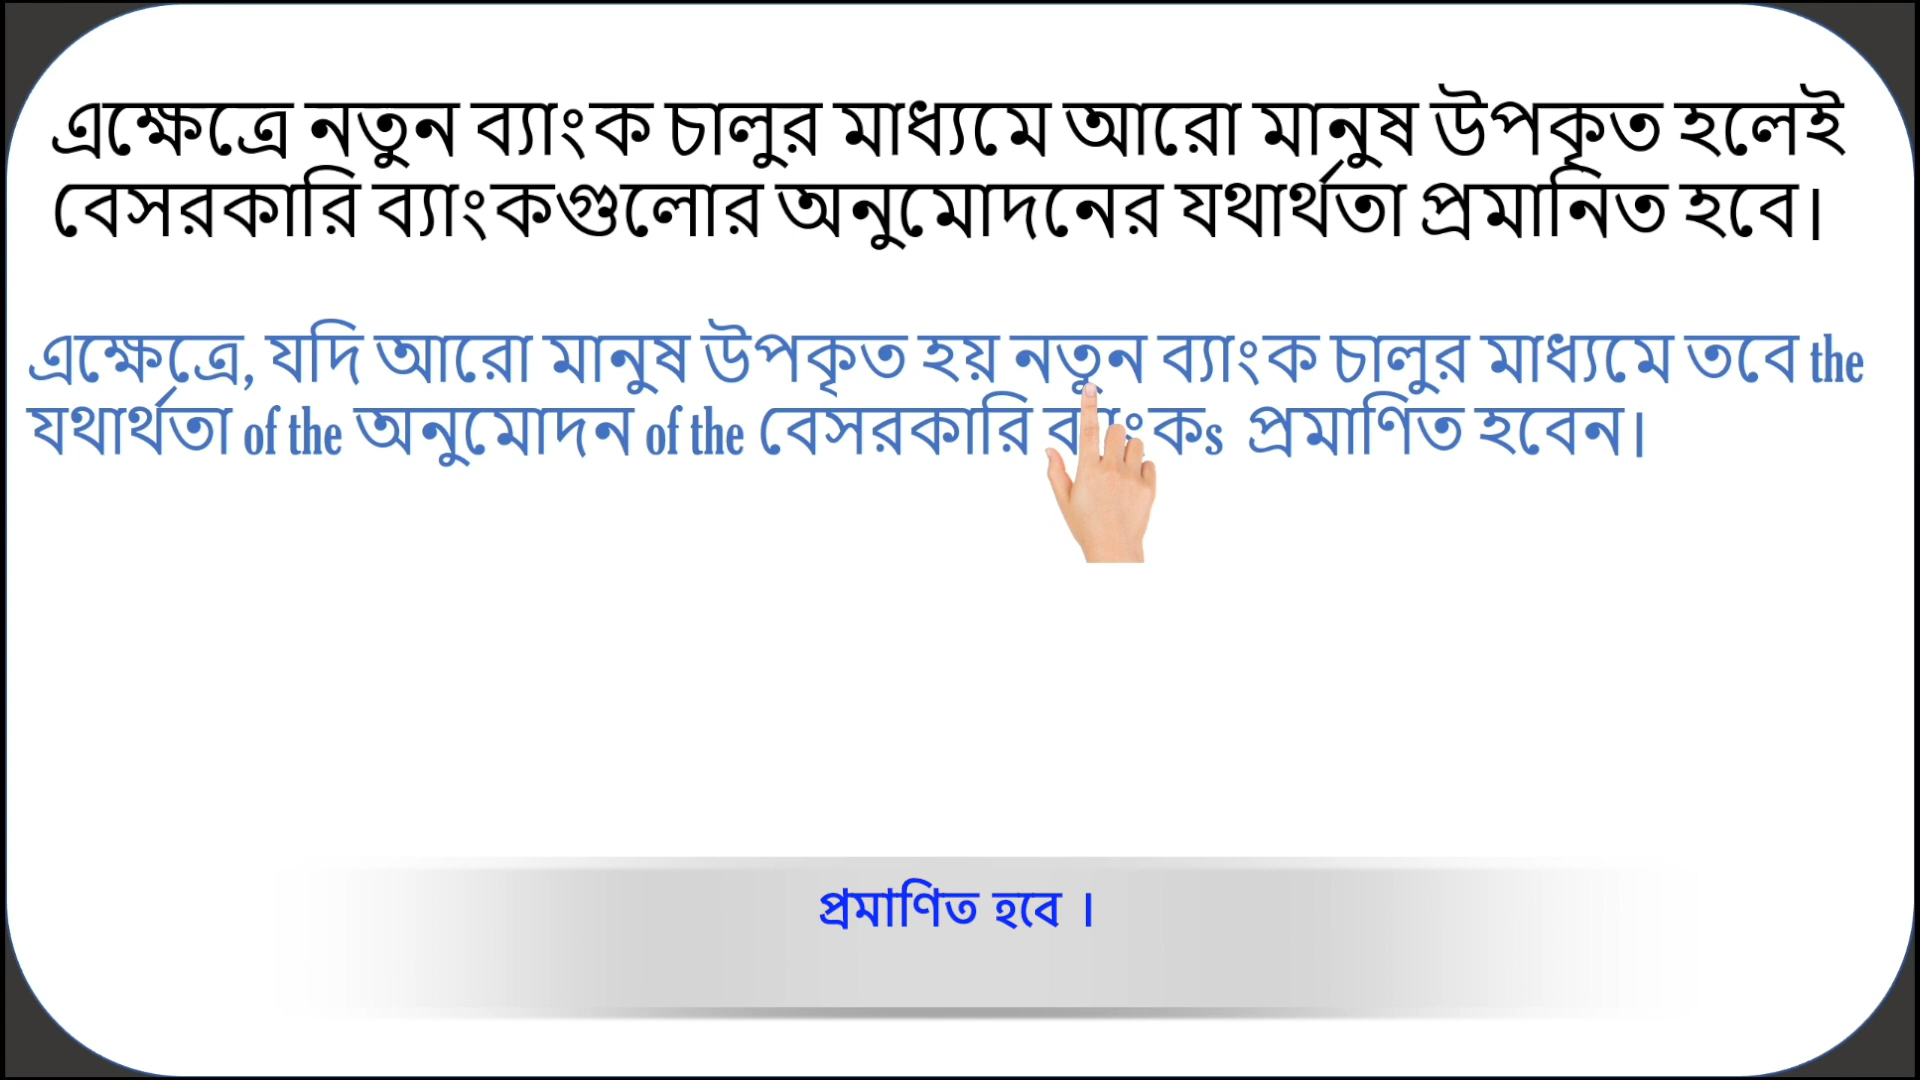 এক্ষেত্রে নতুন ব্যাংক চালুর মাধ্যমে আরো মানুষ উপকৃত হলেই
বেসরকারি ব্যাংকগুলোর অনুমোদনের যথার্থতা প্রমানিত হবে।
এক্ষেত্রে, যদি আরো মানুষ উপকৃত হয় নতুন ব্যাংক চালুর মাধ্যমে তবে the
যথার্থতা of the অনুমোদন of the বেসরকারি ব্যাংকs প্রমাণিত হবেন।
প্রমাণিত হবে ।